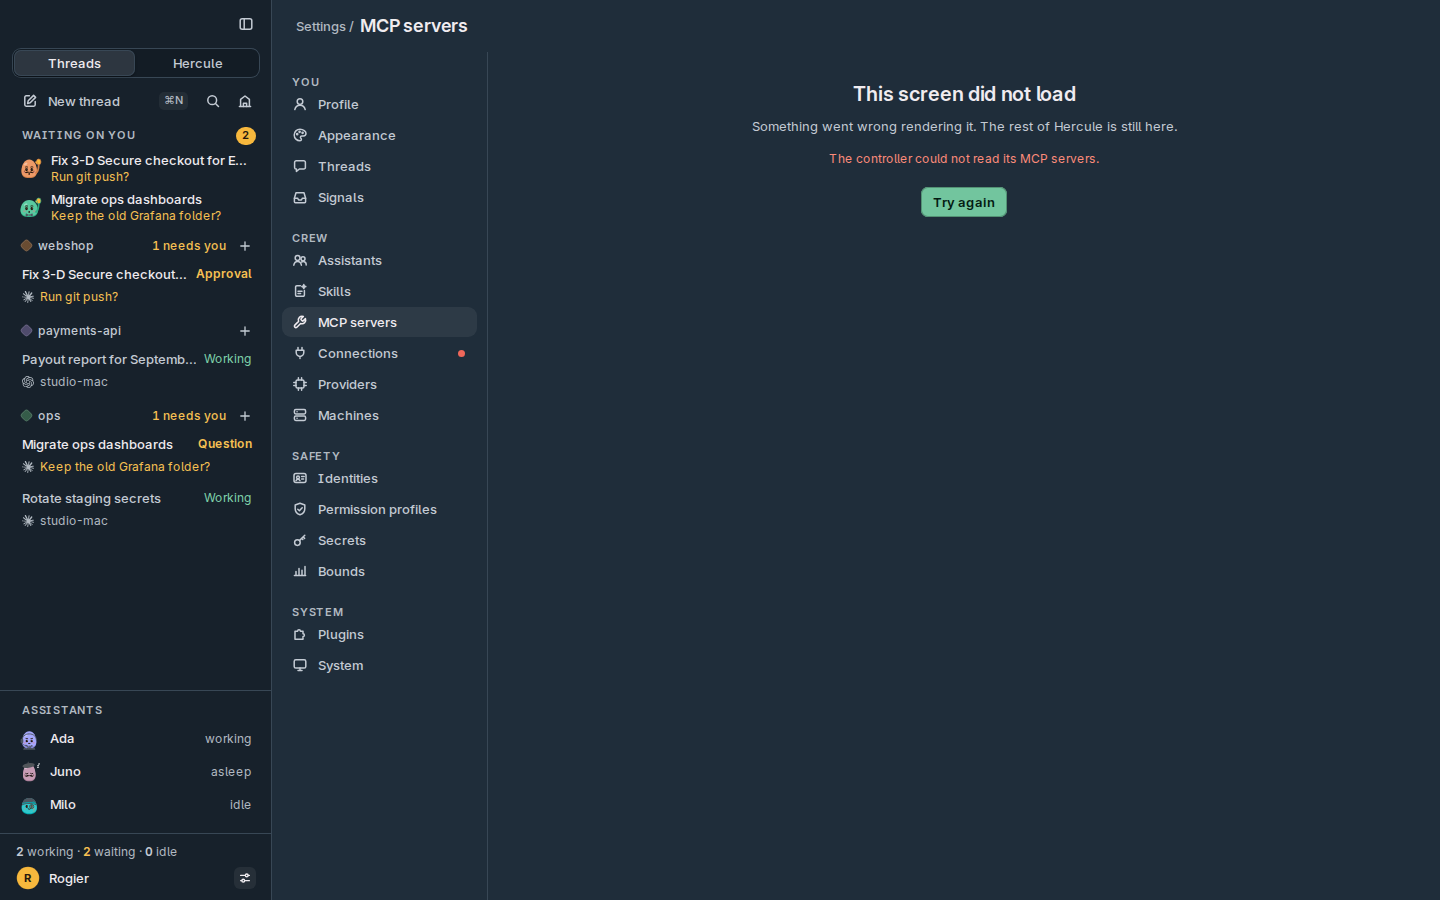 Settings / MCP servers
Threads
Hercule
New thread
⌘N
WAITING ON YOU
2
Fix 3-D Secure checkout for E...
Run git push?
Migrate ops dashboards
Keep the old Grafana folder?
webshop
1 needs you
Fix 3-D Secure checkout...
Approval
Run git push?
payments-api
Payout report for Septemb...
Working
studio-mac
ops
1 needs you
Migrate ops dashboards
Question
Keep the old Grafana folder?
Rotate staging secrets
Working
studio-mac
ASSISTANTS
Ada
working
Juno
asleep
Milo
idle
2 working · 2 waiting · 0 idle
R
Rogier
YOU
Profile
Appearance
Threads
Signals
CREW
Assistants
Skills
MCP servers
Connections
Providers
Machines
SAFETY
Identities
Permission profiles
Secrets
Bounds
SYSTEM
Plugins
System
This screen did not load
Something went wrong rendering it. The rest of Hercule is still here.
The controller could not read its MCP servers.
Try again